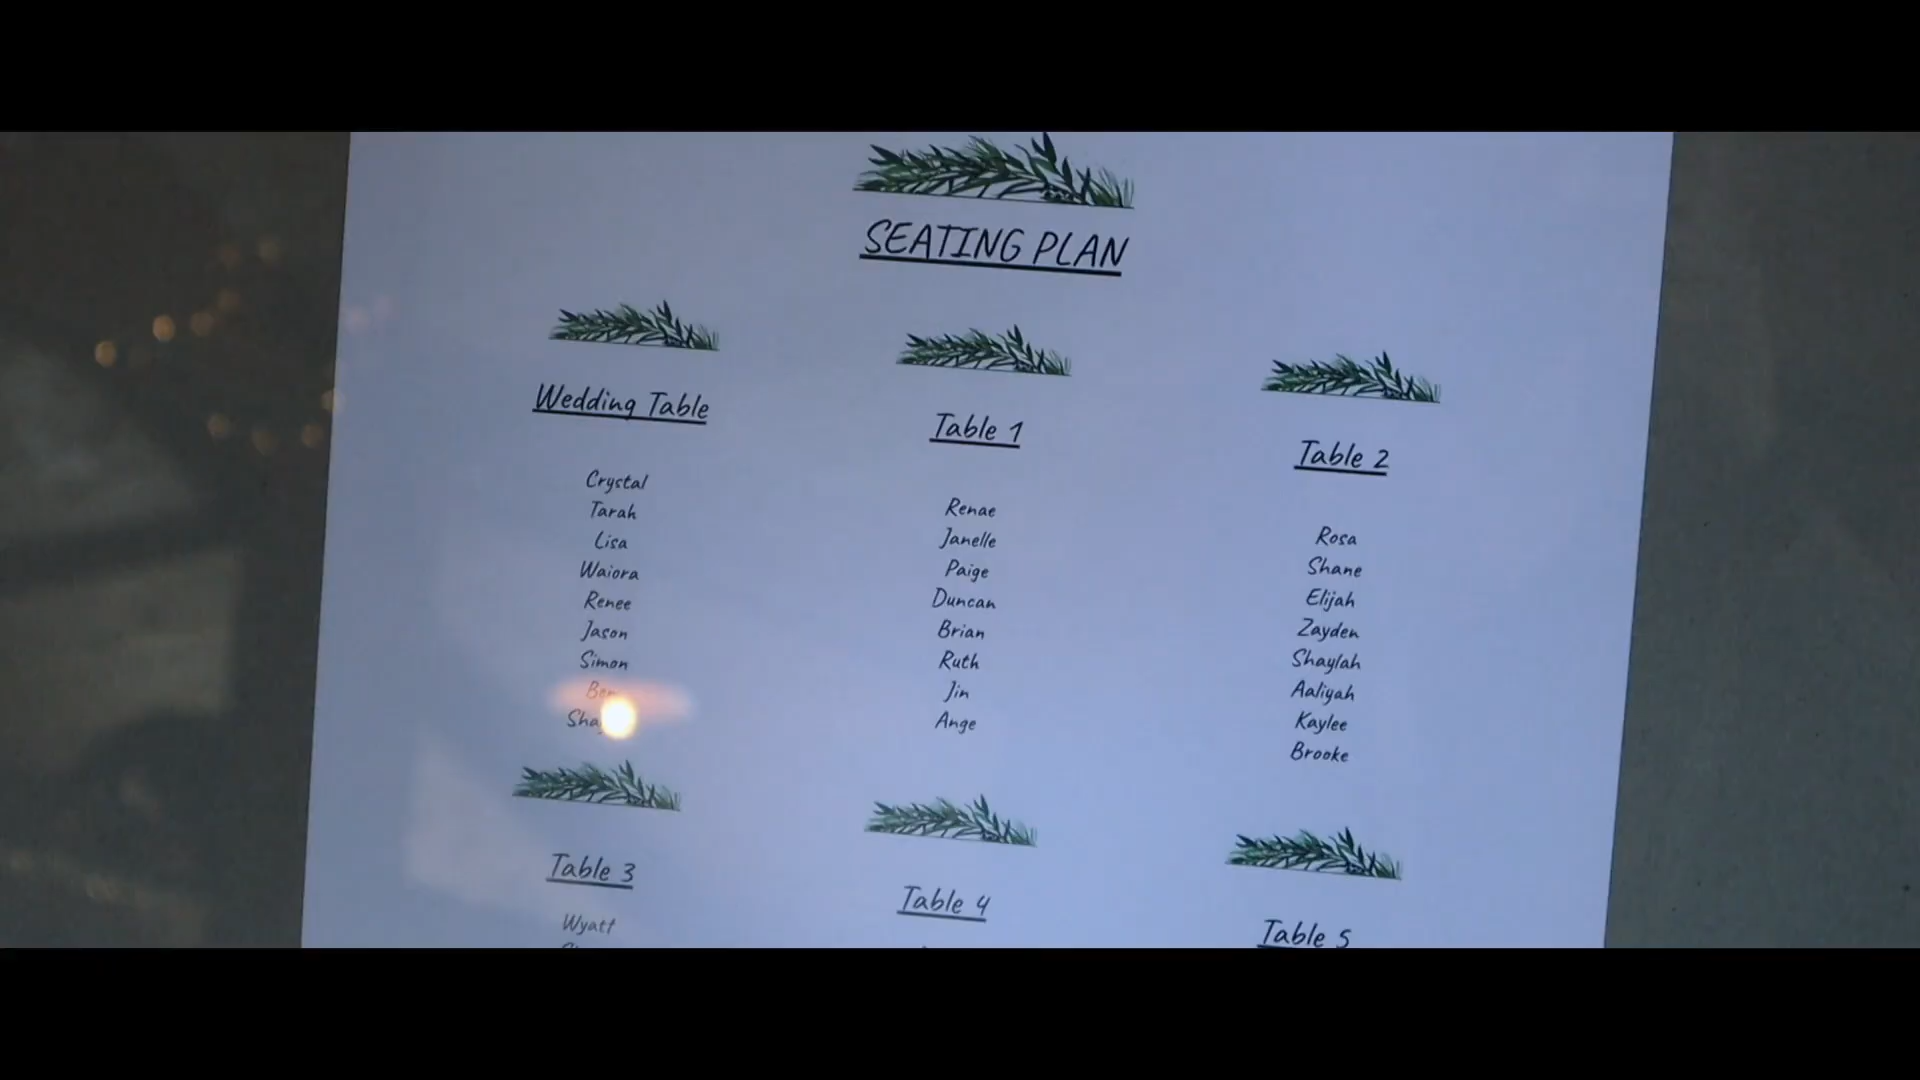 SEATING PLAN
Wedding Table
Crystal
Tarah
Lisa
Waiora
Renee
Jason
Simon
Table 1
Renae
Janelle
Paige
Duncan
Brian
Ruth
Jin
Ange
Table 2
Rosa
Shane
Elijah
Zayden
Shaylah
Aaliyah
Kaylee
Brooke
Table 3
Wyatt
Table 4
Table 5